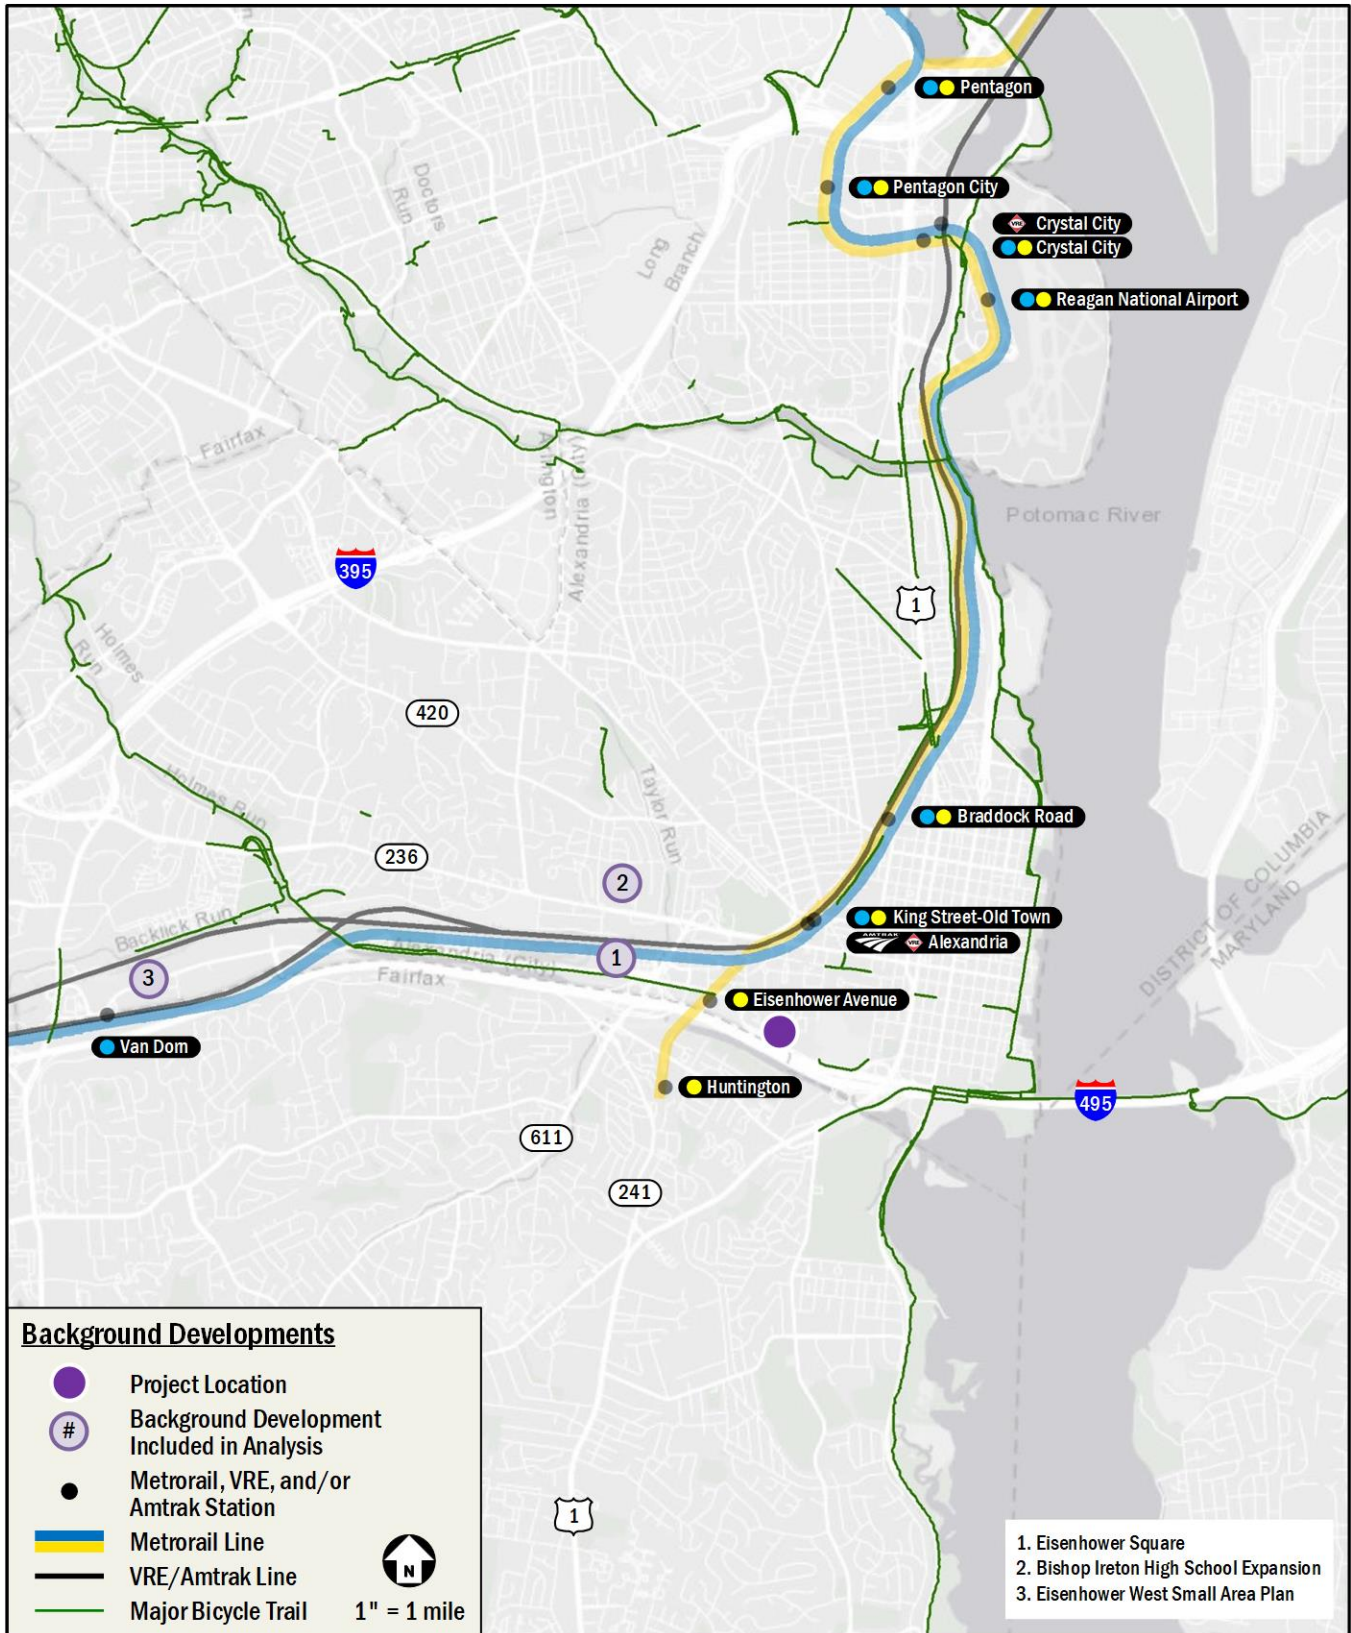 Pentagon
Doctors
Run
Pentagon City
VRE Crystal City
Crystal City
Long
Branch
Reagan National Airport
Fairfax
Arlington
Alexandria (City)
Potomac River
395
1
Holmes
Run
420
Holmes Run
Taylor Run
Braddock Road
236
2
DISTRICT OF COLUMBIA
MARYLAND
King Street-Old Town
AMTRAK VRE Alexandria
Backlick Run
Alexandria (City)
1
3
Fairfax
Eisenhower Avenue
Van Dorn
Huntington
495
611
241
Background Developments
Project Location
# Background Development
Included in Analysis
Metrorail, VRE, and/or
Amtrak Station
Metrorail Line
VRE/Amtrak Line
N
Major Bicycle Trail 1" = 1 mile
1
1. Eisenhower Square
2. Bishop Ireton High School Expansion
3. Eisenhower West Small Area Plan